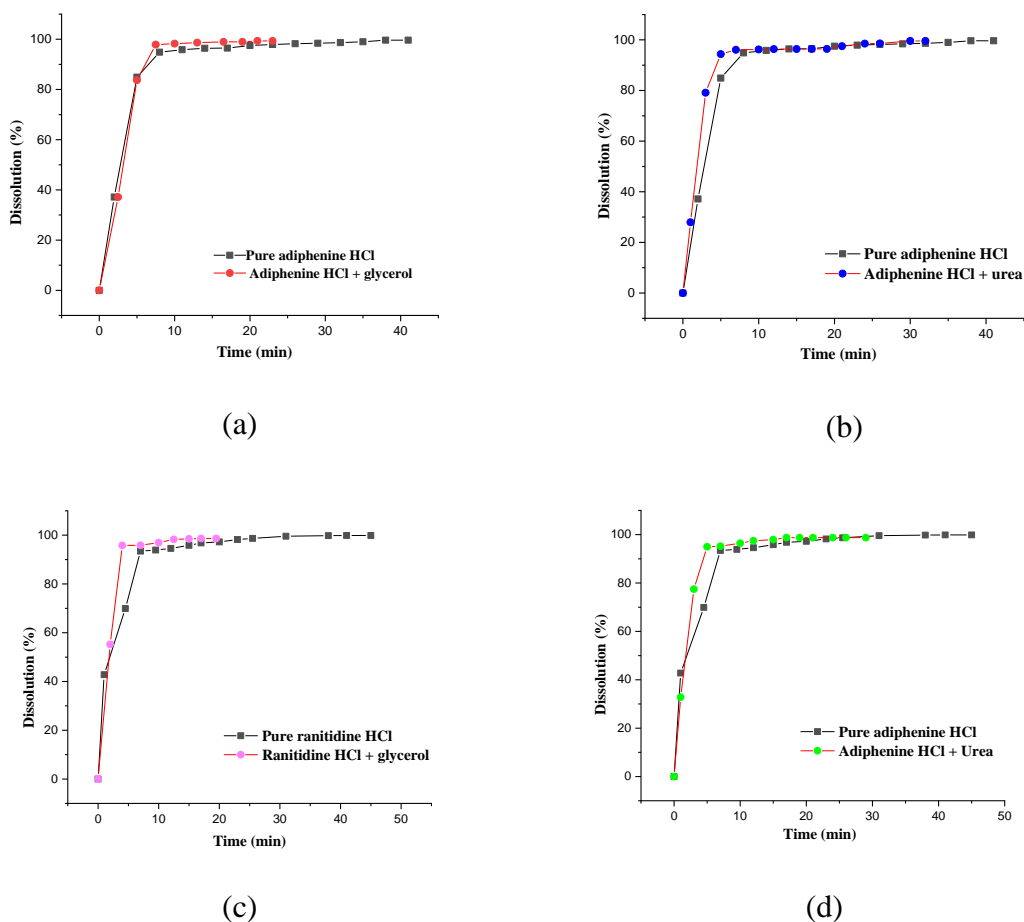 100
80
60
40
20
0
Dissolution (%)
Pure adiphenine HCl
Adiphenine HCl + glycerol
0 10 20 30 40
Time (min)
(a)
100
80
60
40
20
0
Dissolution (%)
Pure adiphenine HCl
Adiphenine HCl + urea
0 10 20 30 40
Time (min)
(b)
100
80
60
40
20
0
Dissolution (%)
Pure ranitidine HCl
Ranitidine HCl + glycerol
0 10 20 30 40 50
Time (min)
(c)
100
80
60
40
20
0
Dissolution (%)
Pure adiphenine HCl
Adiphenine HCl + Urea
0 10 20 30 40 50
Time (min)
(d)